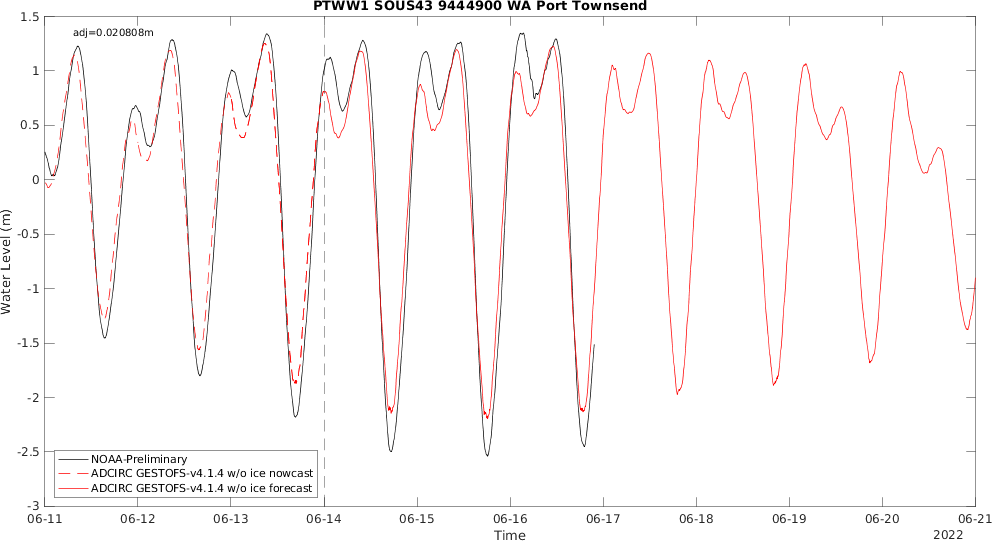 PTWW1 SOUS43 9444900 WA Port Townsend
adj=0.020808m
1.5
1
0.5
0
-0.5
-1
-1.5
-2
-2.5
-3
Water Level (m)
NOAA-Preliminary
ADCIRC GESTOFS-v4.1.4 w/o ice nowcast
ADCIRC GESTOFS-v4.1.4 w/o ice forecast
06-11 06-12 06-13 06-14 06-15 06-16 06-17 06-18 06-19 06-20 06-21
Time
2022